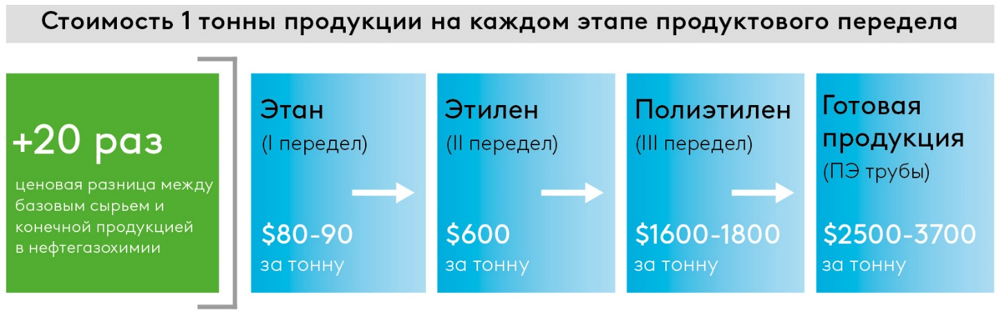 Стоимость 1 тонны продукции на каждом этапе продуктового передела
+20 раз
ценовая разница между
базовым сырьем и
конечной продукцией
в нефтегазохимии
Этан
(I передел)
$80-90
за тонну
Этилен
(II передел)
$600
за тонну
Полиэтилен
(III передел)
$1600-1800
за тонну
Готовая
продукция
(ПЭ трубы)
$2500-3700
за тонну